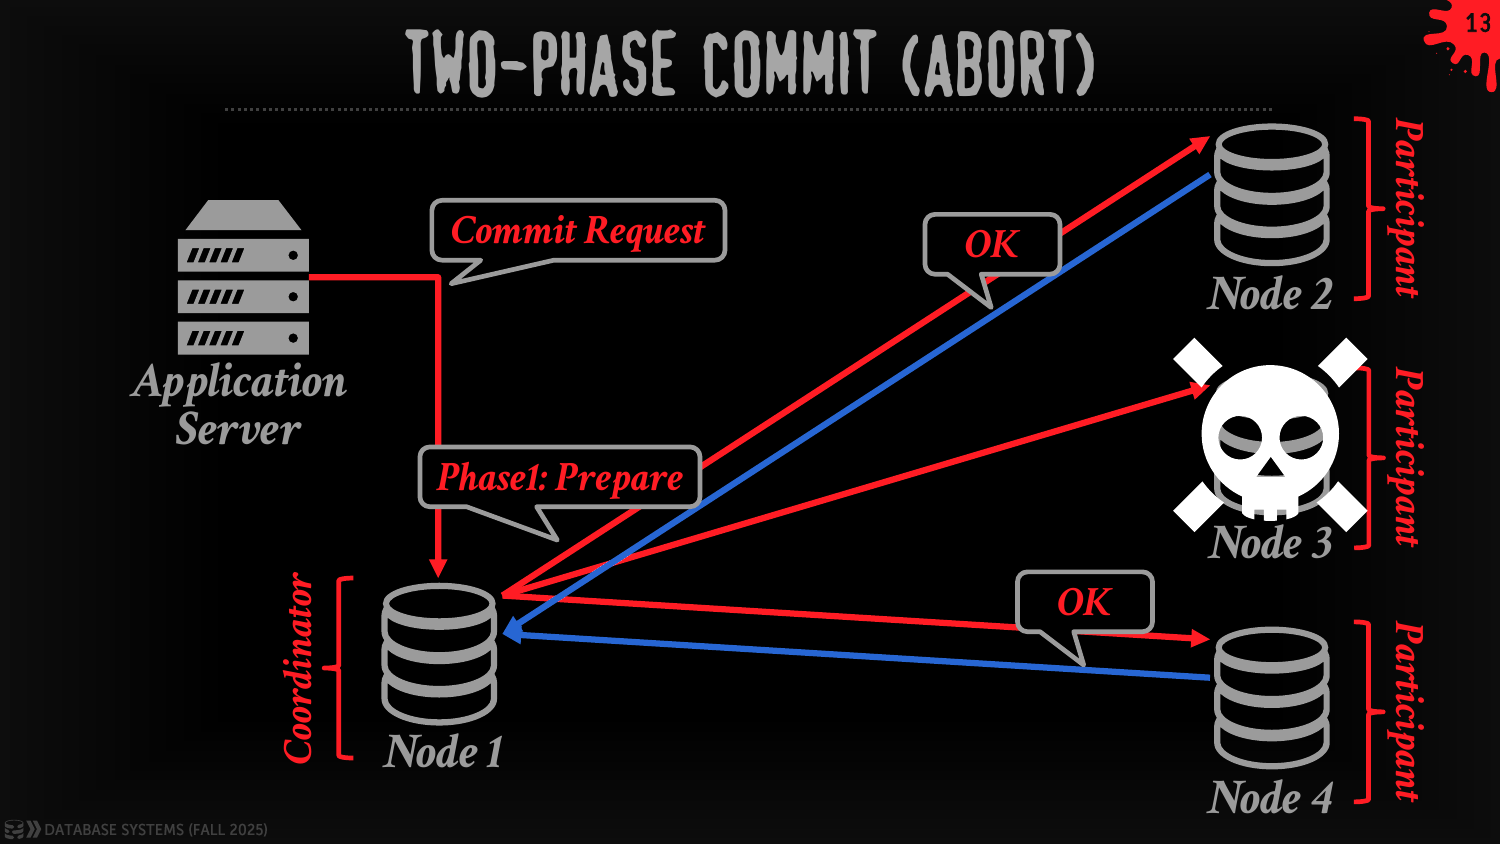 TWO-PHASE COMMIT (ABORT)
13
Commit Request
Application
Server
OK
Node 2
Participant
Phase1: Prepare
Node 3
Participant
OK
Coordinator
Node 1
Node 4
Participant
DATABASE SYSTEMS (FALL 2025)